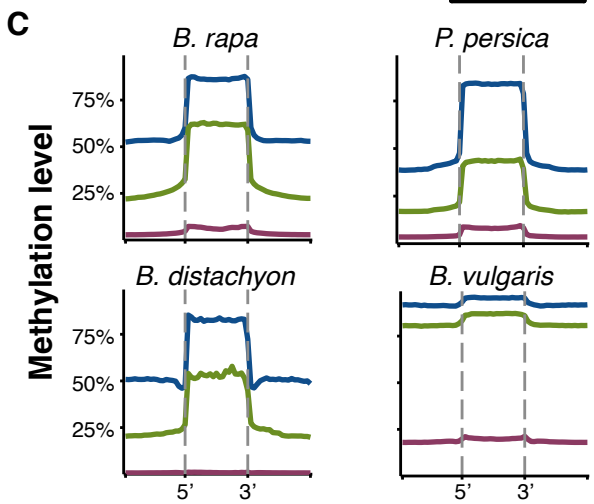 C
B. rapa
P. persica
75%
50%
25%
Methylation level
B. distachyon
B. vulgaris
75%
50%
25%
5’ 3’
5’ 3’